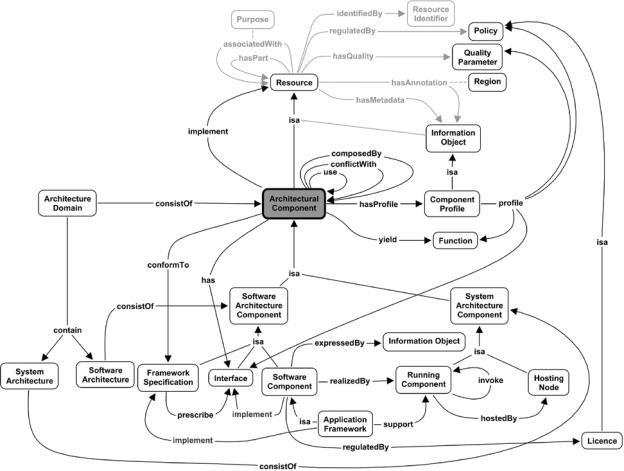 Purpose
identifiedBy
Resource
Identifier
regulatedBy
Policy
associatedWith
hasPart
hasQuality
Quality
Parameter
Resource
hasAnnotation
Region
hasMetadata
implement
isa
Information
Object
composedBy
conflictWith
use
isa
Architecture
Domain
consistOf
Architectural
Component
hasProfile
Component
Profile
profile
yield
Function
isa
conformTo
has
isa
consistOf
Software
Architecture
Component
System
Architecture
Component
contain
isa
expressedBy
Information Object
isa
System
Architecture
Software
Architecture
Framework
Specification
Interface
Software
Component
realizedBy
Running
Component
invoke
Hosting
Node
prescribe
implement
isa
Application
Framework
support
hostedBy
implement
regulatedBy
Licence
consistOf